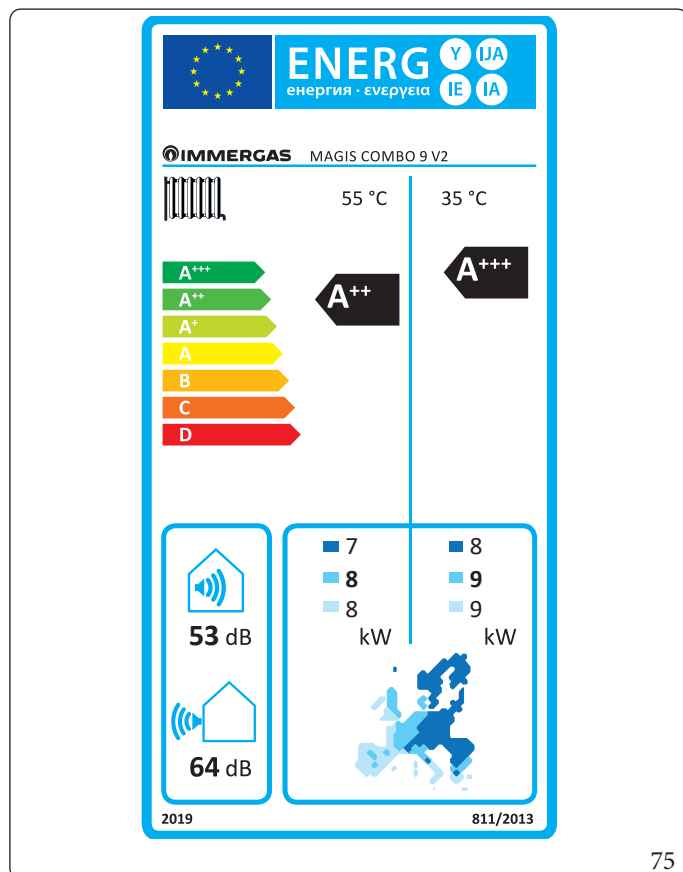 ENERG Y IJA
енергия · ενεργεια IE IA
IMMERGAS MAGIS COMBO 9 V2
55 °C 35 °C
A+++
A++
A+
A
B
C
D
A++
A+++
53 dB
64 dB
7 8
8 9
8 9
kW kW
2019 811/2013
75